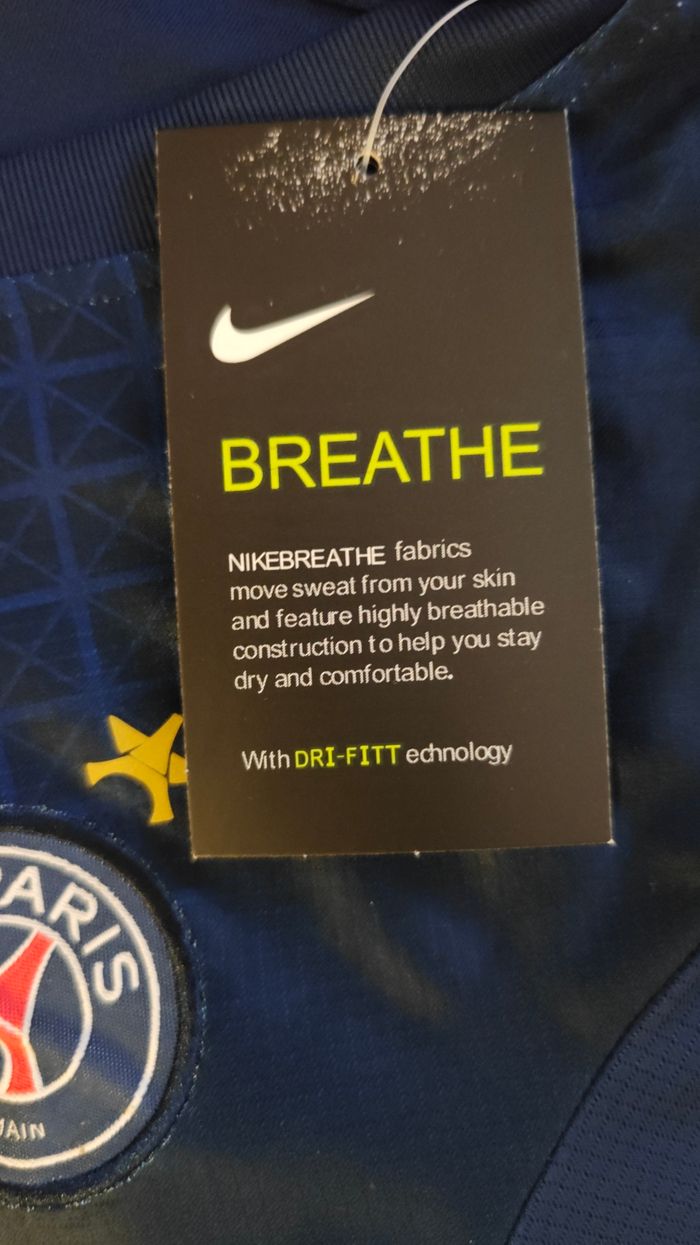 BREATHE
NIKEBREATHE fabrics
move sweat from your skin
and feature highly breathable
construction to help you stay
dry and comfortable.
With DRI-FITT echnology
ARIS
MAIN